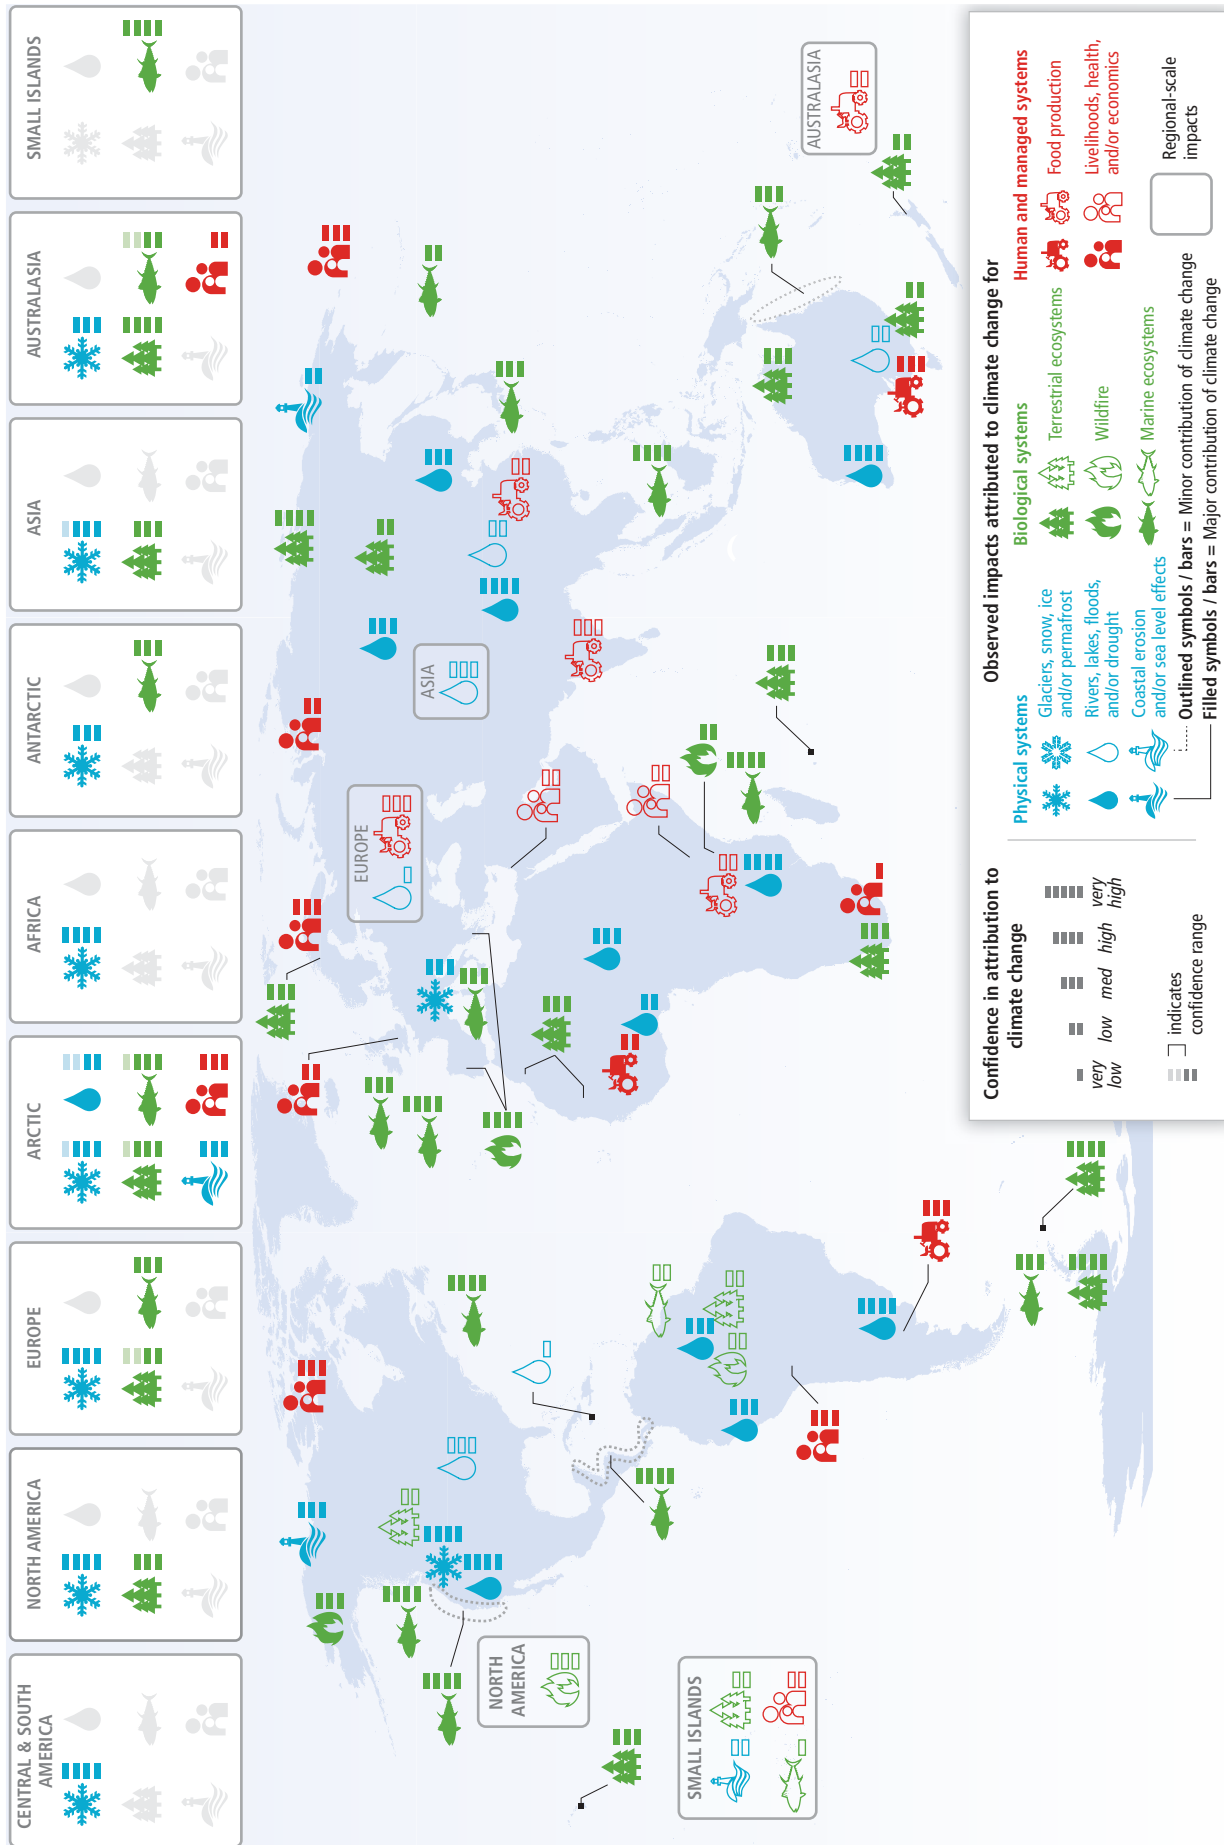 CENTRAL & SOUTH
AMERICA
NORTH AMERICA
EUROPE
ARCTIC
AFRICA
ANTARCTIC
ASIA
AUSTRALASIA
SMALL ISLANDS
EUROPE
ASIA
AUSTRALASIA
NORTH
AMERICA
SMALL ISLANDS
Confidence in attribution to
climate change
very
low
low
med
high
very
high
indicates
confidence range
Observed impacts attributed to climate change for
Physical systems
Glaciers, snow, ice
and/or permafrost
Rivers, lakes, floods,
and/or drought
Coastal erosion
and/or sea level effects
Biological systems
Terrestrial ecosystems
Wildfire
Marine ecosystems
Human and managed systems
Food production
Livelihoods, health,
and/or economics
Outlined symbols / bars = Minor contribution of climate change
Filled symbols / bars = Major contribution of climate change
Regional-scale
impacts